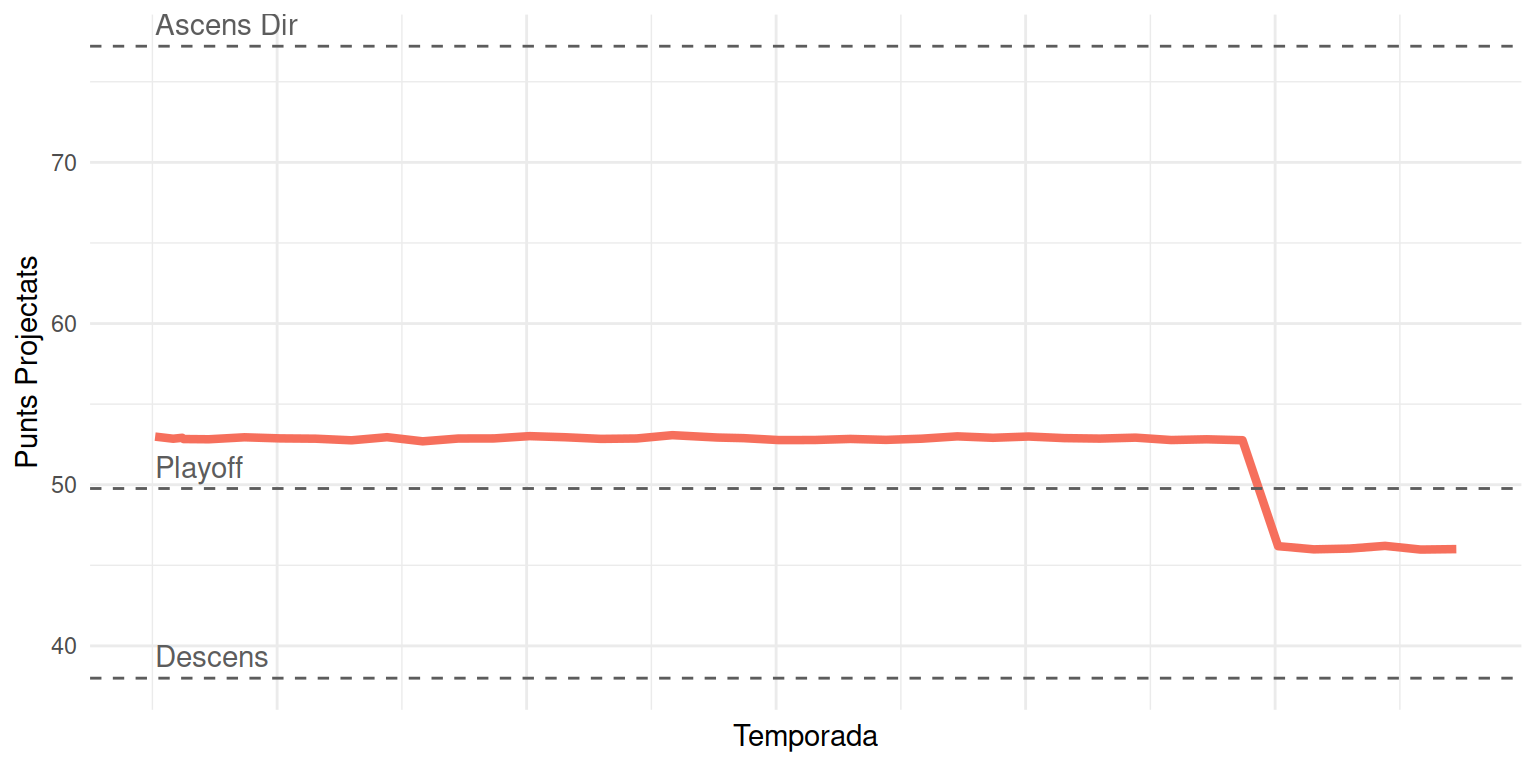 Ascens Dir
70
60
Punts Projectats
Playoff
50
40
Descens
Temporada